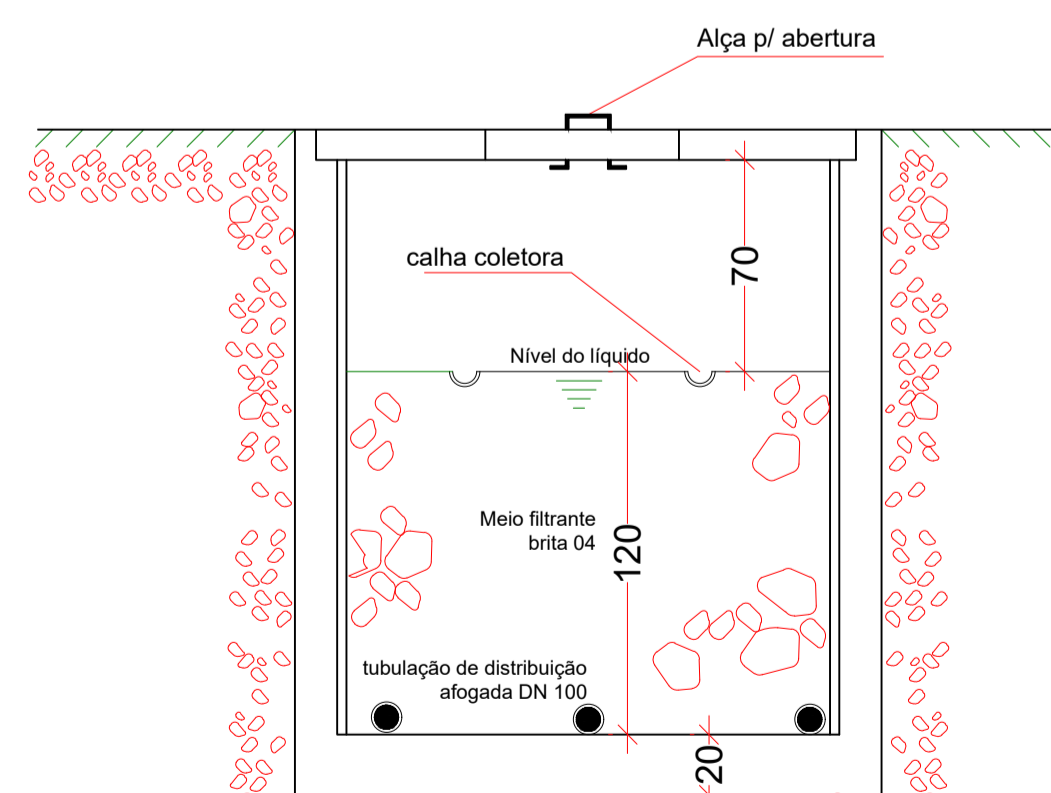 Alça p/ abertura
calha coletora
70
Nível do líquido
Meio filtrante
brita 04
120
tubulação de distribuição
afogada DN 100
20